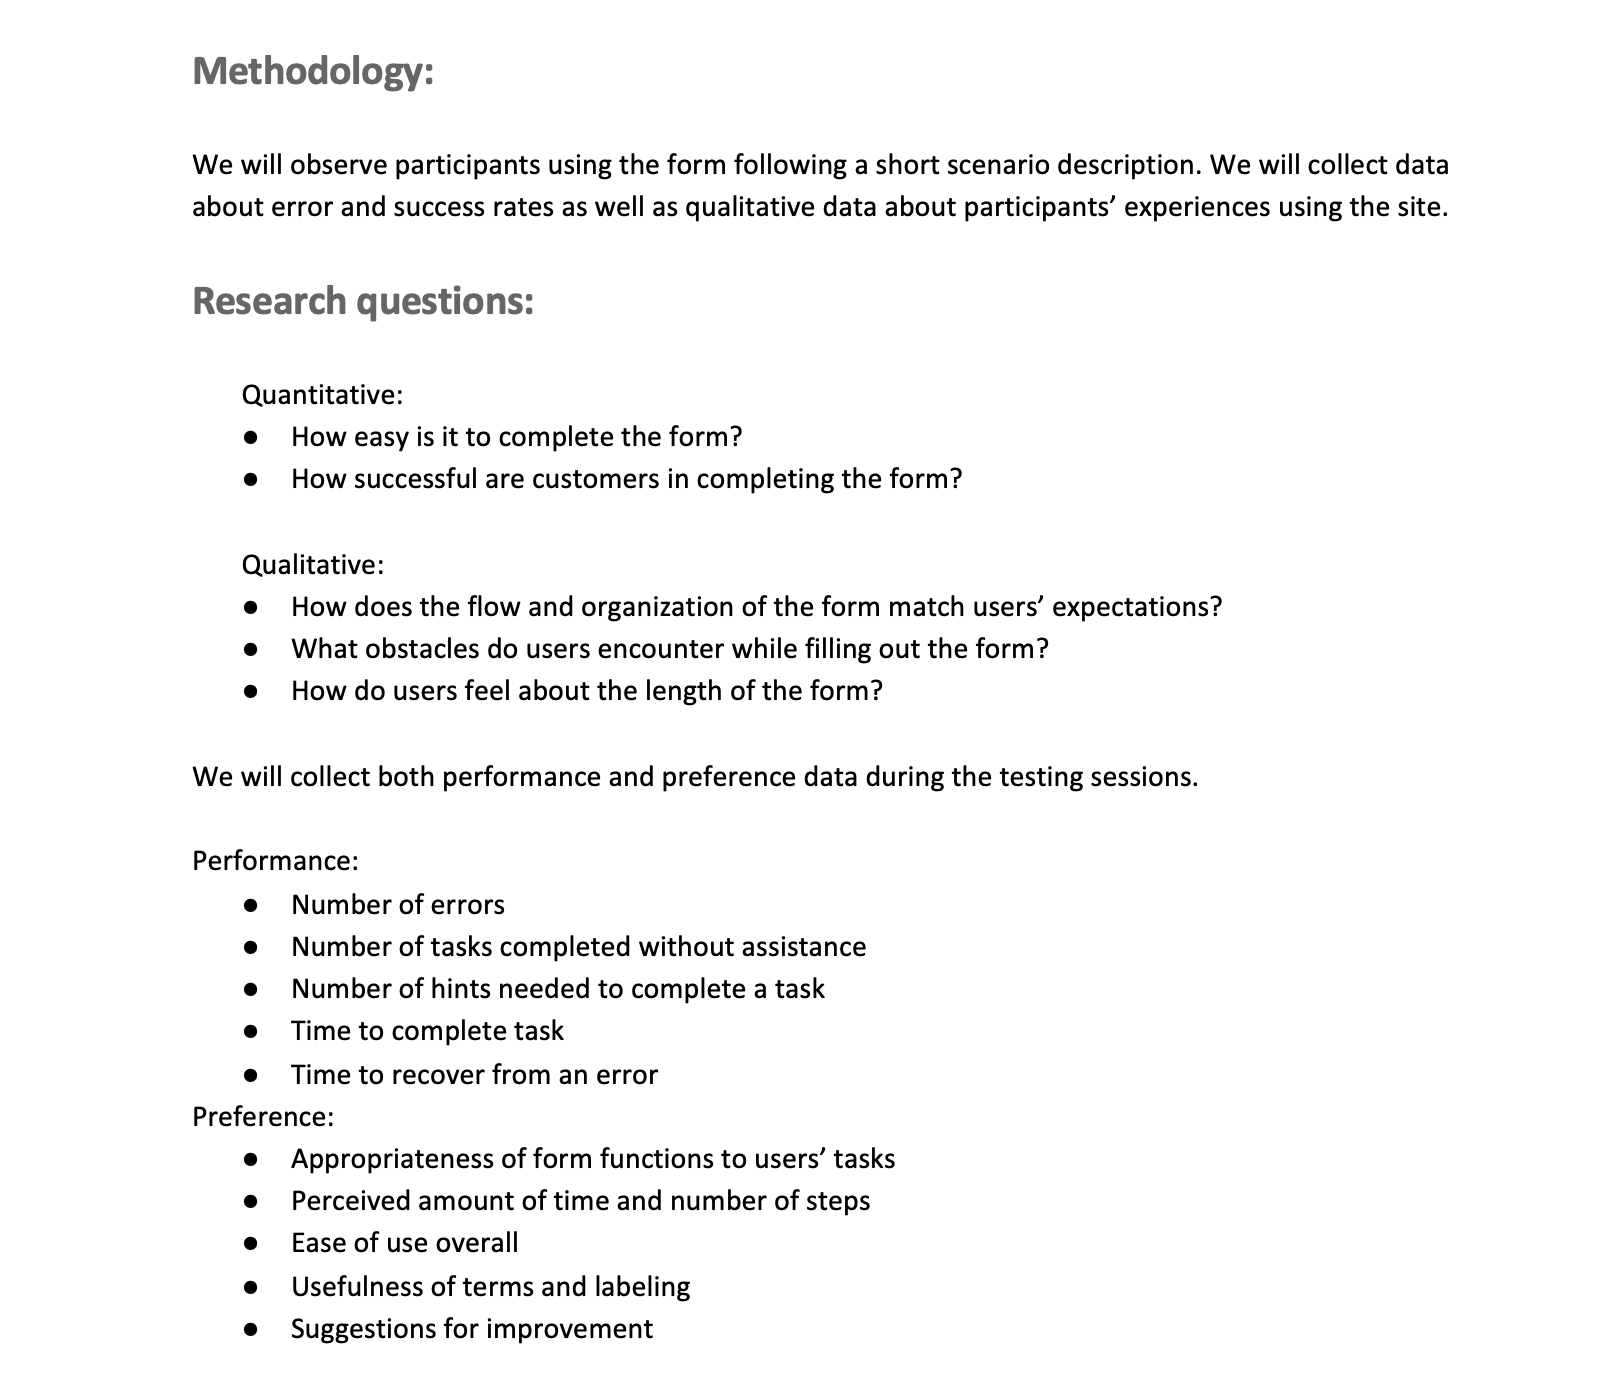 Methodology:
We will observe participants using the form following a short scenario description. We will collect data
about error and success rates as well as qualitative data about participants’ experiences using the site.
Research questions:
Quantitative:
● How easy is it to complete the form?
● How successful are customers in completing the form?
Qualitative:
● How does the flow and organization of the form match users’ expectations?
● What obstacles do users encounter while filling out the form?
● How do users feel about the length of the form?
We will collect both performance and preference data during the testing sessions.
Performance:
● Number of errors
● Number of tasks completed without assistance
● Number of hints needed to complete a task
● Time to complete task
● Time to recover from an error
Preference:
● Appropriateness of form functions to users’ tasks
● Perceived amount of time and number of steps
● Ease of use overall
● Usefulness of terms and labeling
● Suggestions for improvement